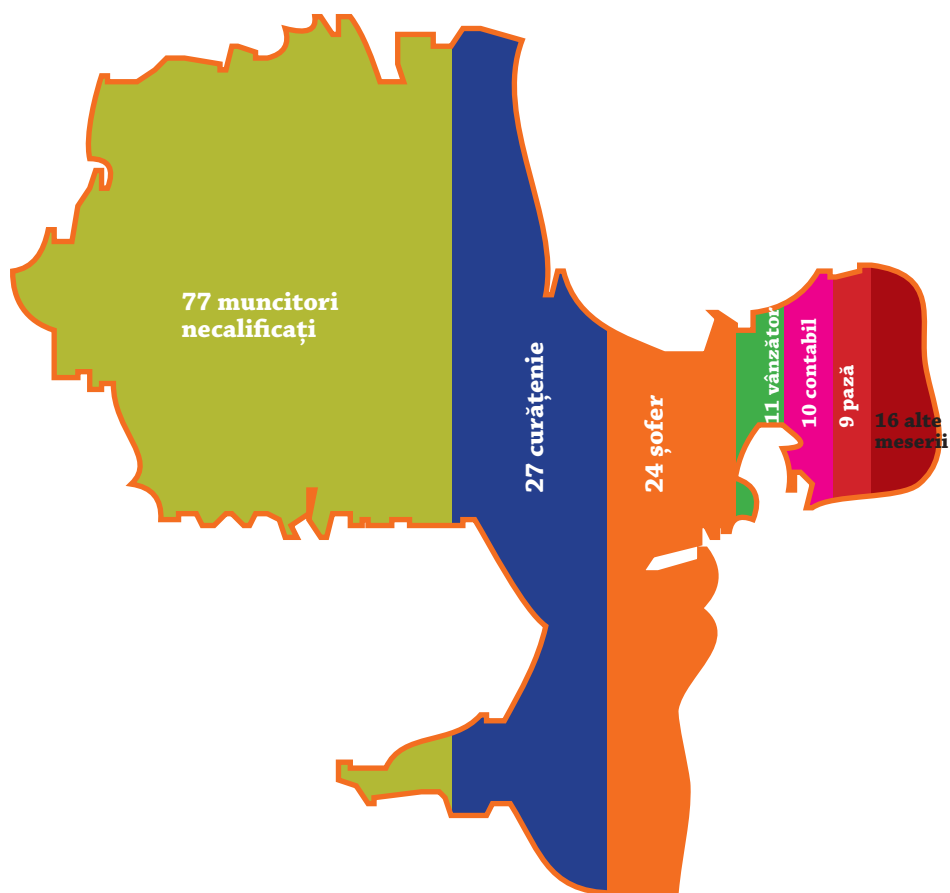 77 muncitori
necalificați
27 curățenie
24 șofer
11 vânzător
10 contabil
9 pază
16 alte
meserii